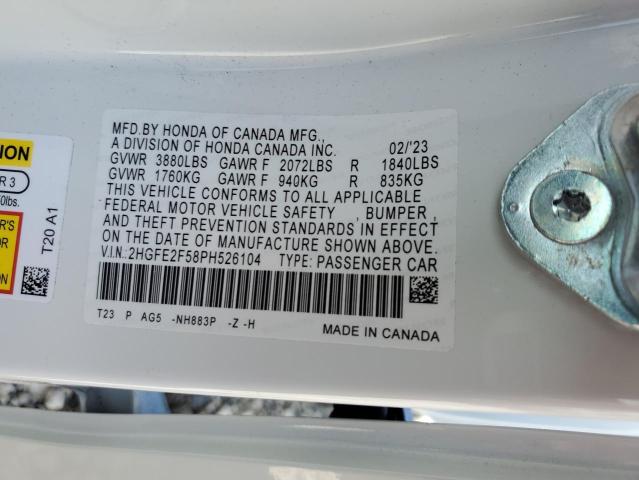 MFD.BY HONDA OF CANADA MFG.,
A DIVISION OF HONDA CANADA INC. 02/'23
GVWR 3880LBS GAWR F 2072LBS R 1840LBS
GVWR 1760KG GAWR F 940KG R 835KG
THIS VEHICLE CONFORMS TO ALL APPLICABLE
FEDERAL MOTOR VEHICLE SAFETY , BUMPER ,
AND THEFT PREVENTION STANDARDS IN EFFECT
ON THE DATE OF MANUFACTURE SHOWN ABOVE.
V.I.N.:2HGFE2F58PH526104 TYPE: PASSENGER CAR
T23 P AG5 -NH883P -Z -H
MADE IN CANADA
T20 A1
R 3